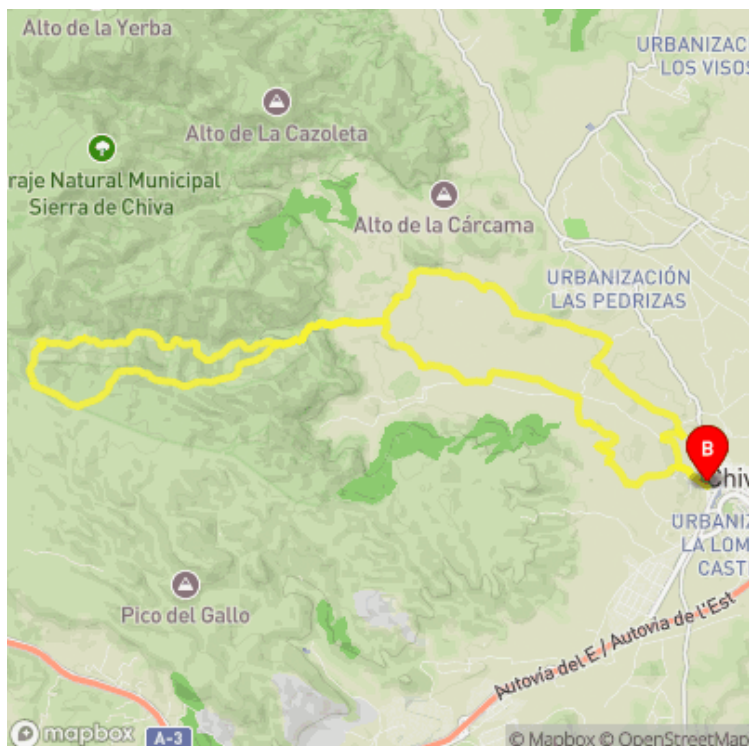 Alto de la Yerba
URBANIZAC
LOS VISOS
Alto de La Cazoleta
raje Natural Municipal
Sierra de Chiva
Alto de la Cárcama
URBANIZACIÓN
LAS PEDRIZAS
B
Chiv
URBANIZ
LA LOM
CAST
Pico del Gallo
Autovía del E / Autovia de l'Est
A-3
mapbox
© Mapbox © OpenStreetMap